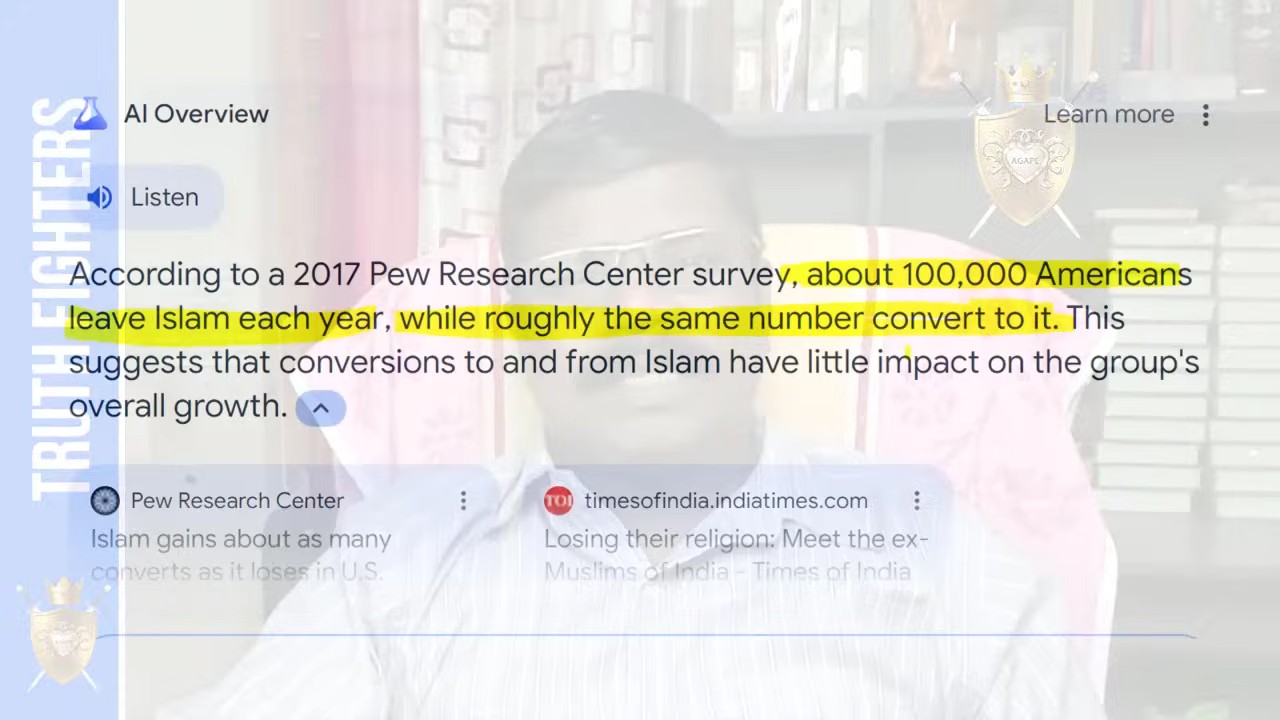 TRUTH FIGHTERS
AI Overview
Learn more
AGAPE
Listen
According to a 2017 Pew Research Center survey, about 100,000 Americans
leave Islam each year, while roughly the same number convert to it. This
suggests that conversions to and from Islam have little impact on the group's
overall growth.
Pew Research Center
Islam gains about as many
converts as it loses in U.S.
TOI
timesofindia.indiatimes.com
Losing their religion: Meet the ex-
Muslims of India - Times of India